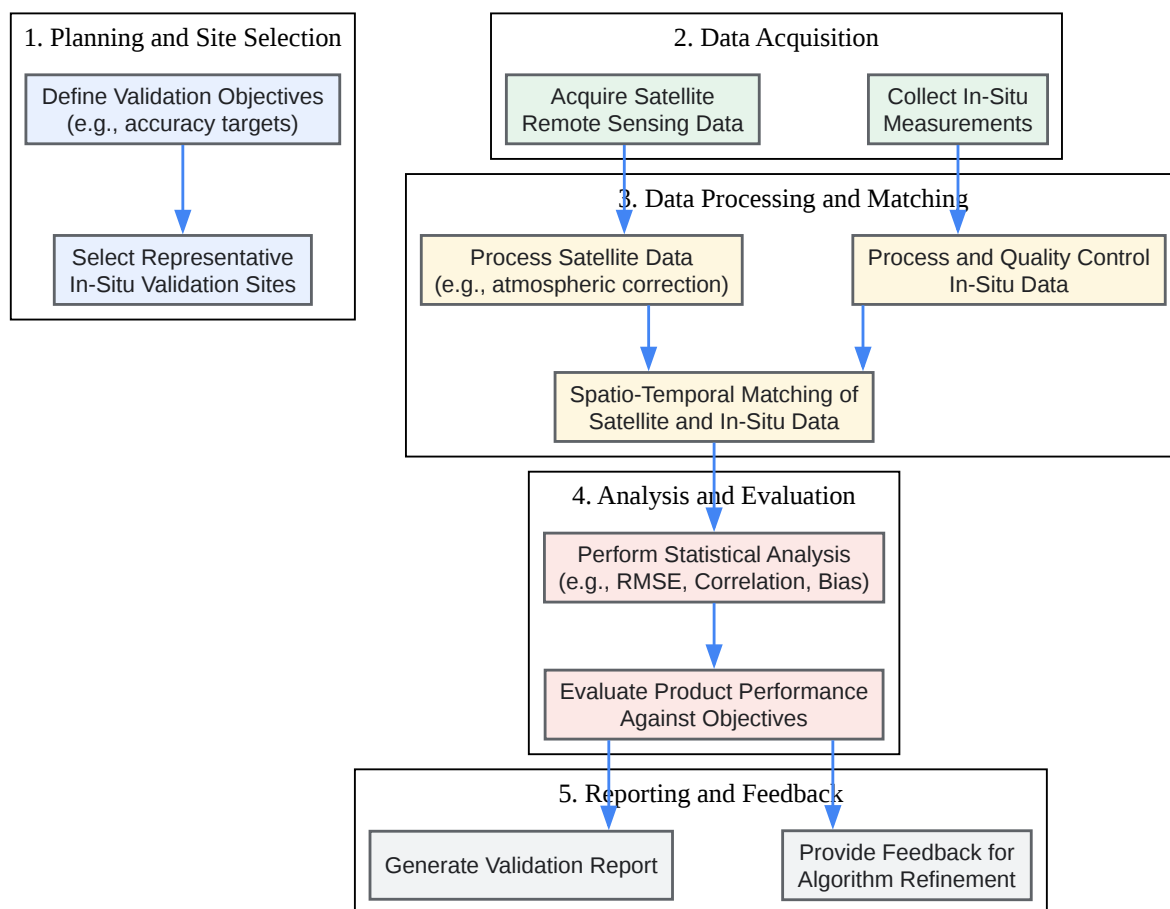 1. Planning and Site Selection
Define Validation Objectives
(e.g., accuracy targets)
Select Representative
In-Situ Validation Sites
2. Data Acquisition
Acquire Satellite
Remote Sensing Data
Collect In-Situ
Measurements
3. Data Processing and Matching
Process Satellite Data
(e.g., atmospheric correction)
Process and Quality Control
In-Situ Data
Spatio-Temporal Matching of
Satellite and In-Situ Data
4. Analysis and Evaluation
Perform Statistical Analysis
(e.g., RMSE, Correlation, Bias)
Evaluate Product Performance
Against Objectives
5. Reporting and Feedback
Generate Validation Report
Provide Feedback for
Algorithm Refinement